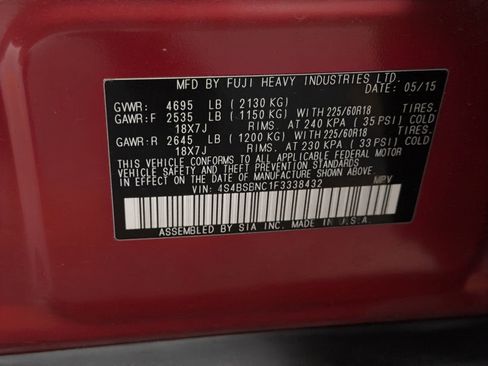 MFD BY FUJI HEAVY INDUSTRIES LTD.
DATE: 05/15
GVWR: 4695 LB ( 2130 KG)
GAWR:F 2535 LB ( 1150 KG) WITH 225/60R18 TIRES.
18X7J RIMS. AT 240 KPA ( 35 PSI) COLD
GAWR:R 2645 LB ( 1200 KG) WITH 225/60R18 TIRES.
18X7J RIMS. AT 230 KPA ( 33 PSI) COLD
THIS VEHICLE CONFORMS TO ALL APPLICABLE FEDERAL MOTOR
VEHICLE SAFETY AND THEFT PREVENTION STANDARDS
IN EFFECT ON THE DATE OF MANUFACTURE SHOWN ABOVE.
VIN: 4S4BSBNC1F3338432 MPV
ASSEMBLED BY SIA INC. MADE IN U.S.A.